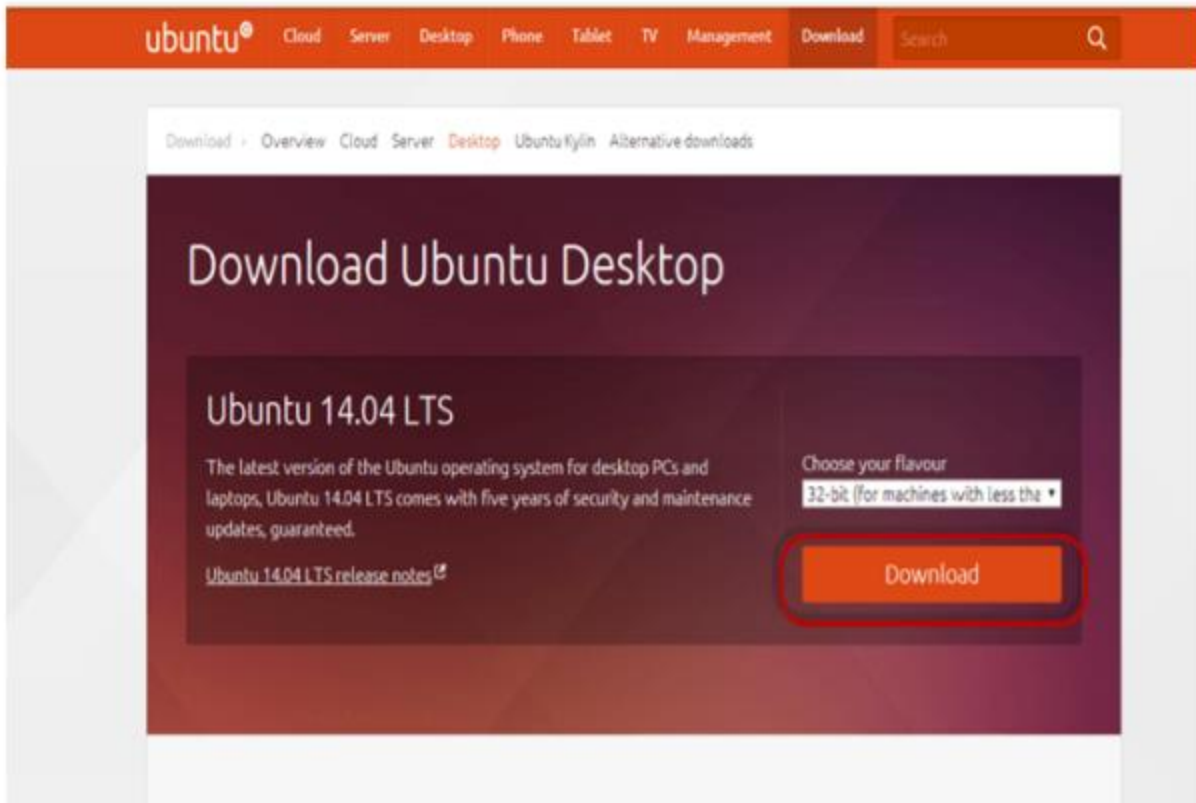 ubuntu® Cloud Server Desktop Phone Tablet TV Management Download Search
Download › Overview Cloud Server Desktop Ubuntu Kylin Alternative downloads
Download Ubuntu Desktop
Ubuntu 14.04 LTS
The latest version of the Ubuntu operating system for desktop PCs and
laptops, Ubuntu 14.04 LTS comes with five years of security and maintenance
updates, guaranteed.
Ubuntu 14.04 LTS release notes
Choose your flavour
32-bit (for machines with less tha
Download